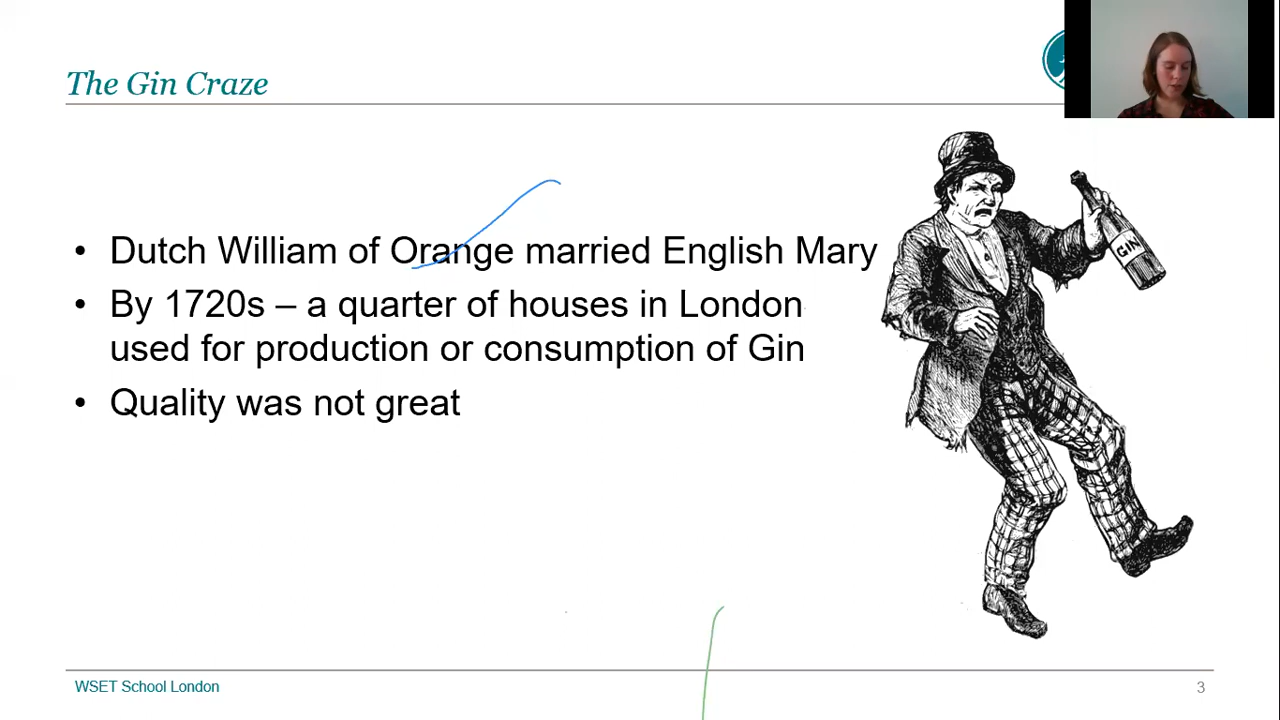 The Gin Craze
• Dutch William of Orange married English Mary
• By 1720s – a quarter of houses in London
used for production or consumption of Gin
• Quality was not great
GIN
WSET School London
3